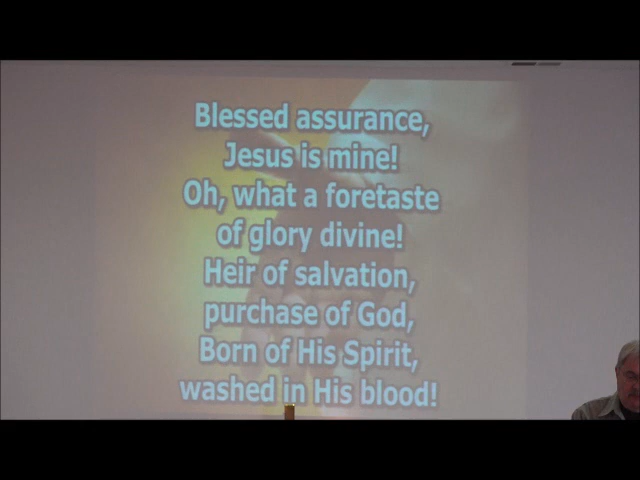 Blessed assurance,
Jesus is mine!
Oh, what a foretaste
of glory divine!
Heir of salvation,
purchase of God,
Born of His Spirit,
washed in His blood!